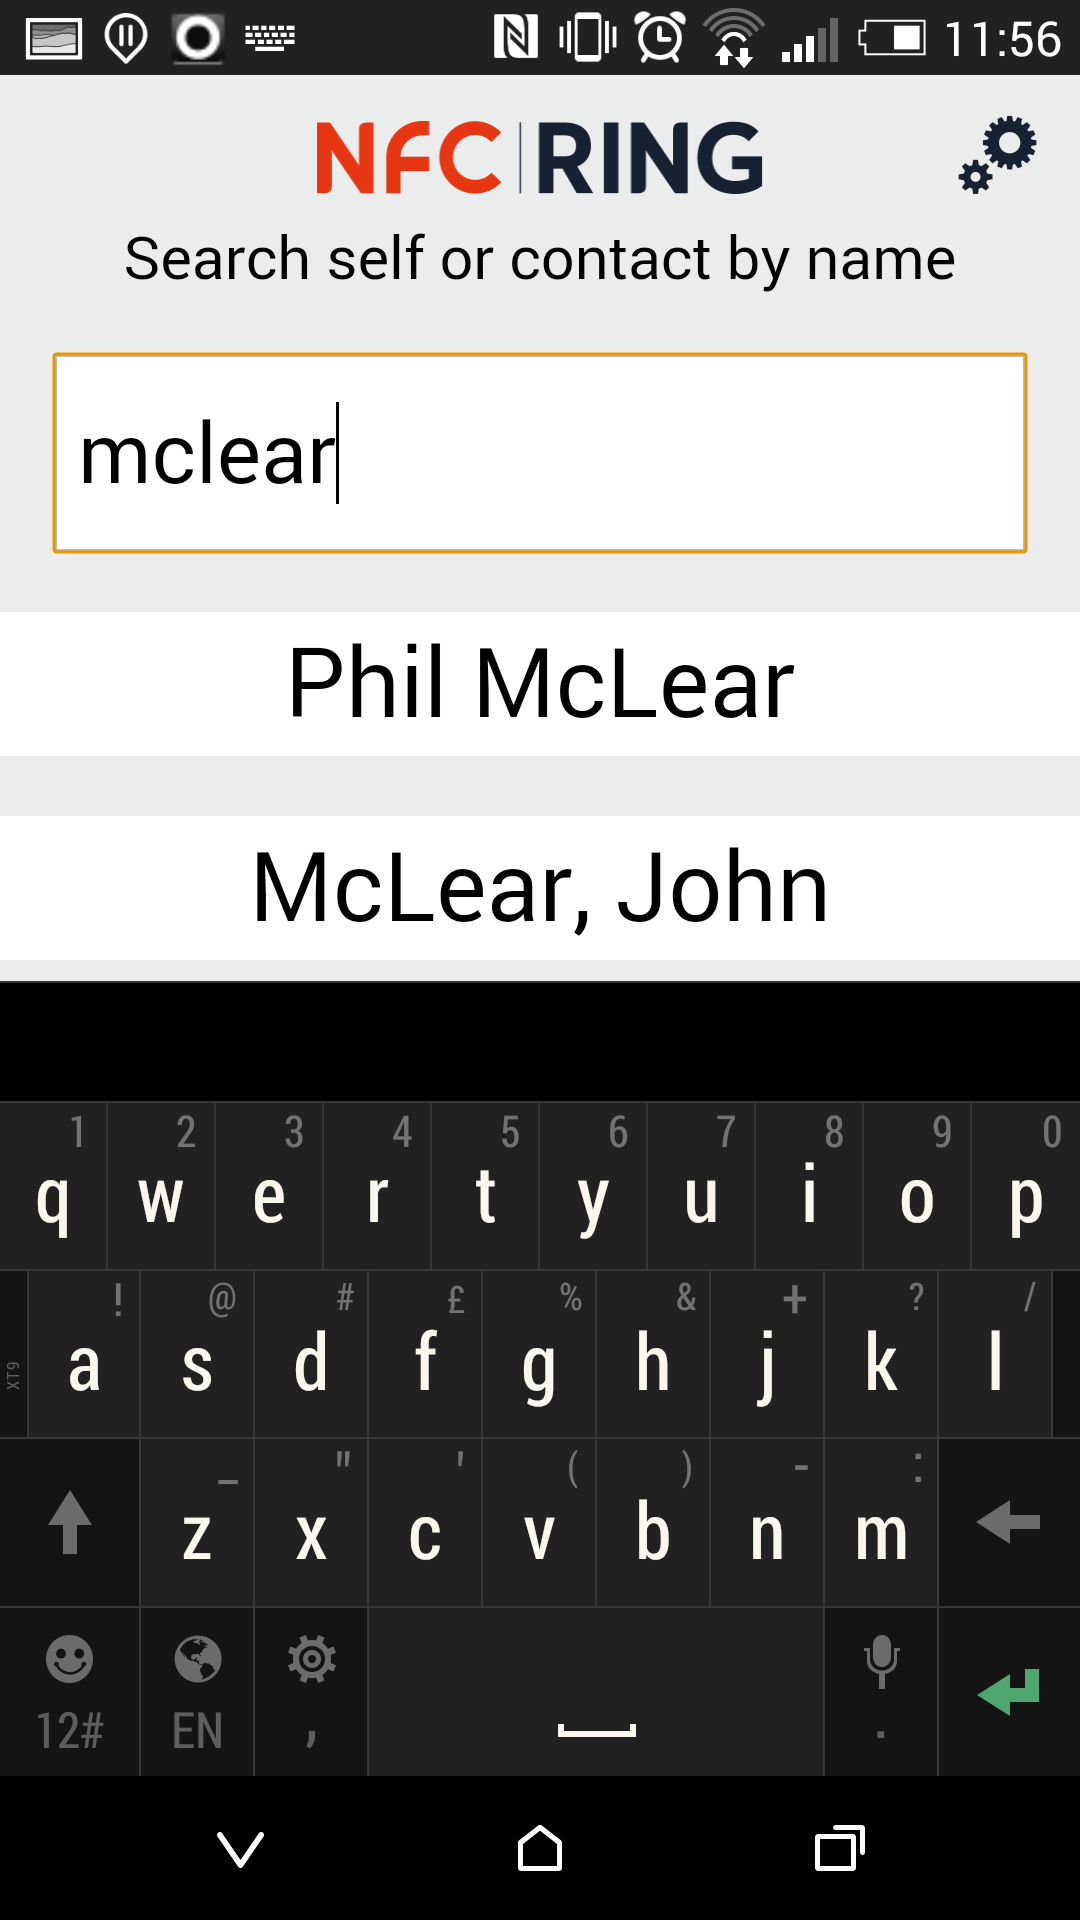 11:56
NFC RING
Search self or contact by name
mclear
Phil McLear
McLear, John
1 2 3 4 5 6 7 8 9 0
q w e r t y u i o p
! @ # £ % & + ? /
XT9 a s d f g h j k l
_ " ' ( ) - :
z x c v b n m
12# EN , .